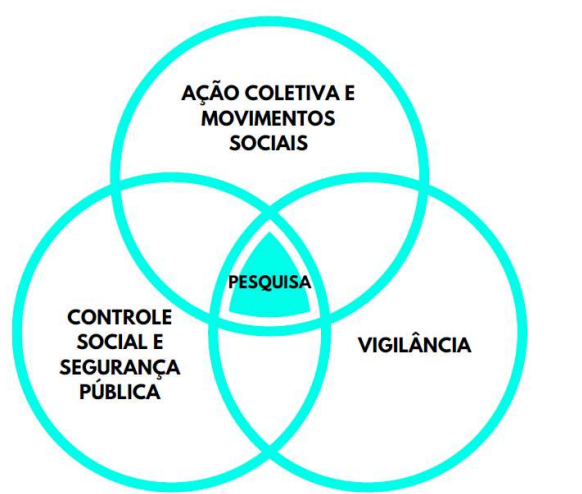 AÇÃO COLETIVA E
MOVIMENTOS
SOCIAIS
PESQUISA
CONTROLE
SOCIAL E
SEGURANÇA
PÚBLICA
VIGILÂNCIA